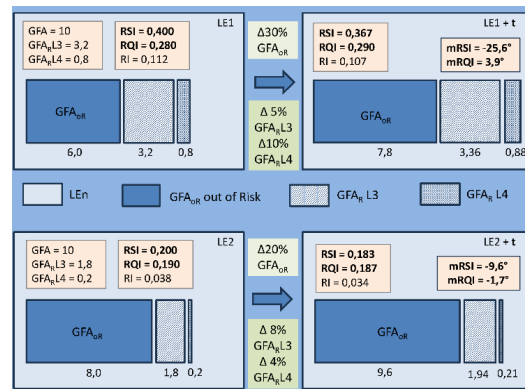 LE1
GFA = 10
GFA_RL3 = 3,2
GFA_RL4 = 0,8
RSI = 0,400
RQI = 0,280
RI = 0,112
GFA_oR
6,0
3,2
0,8
Δ30%
GFA_oR
Δ 5%
GFA_RL3
Δ10%
GFA_RL4
LE1 + t
RSI = 0,367
RQI = 0,290
RI = 0,107
mRSI = -25,6°
mRQI = 3,9°
GFA_oR
7,8
3,36
0,88
LEn
GFA_oR out of Risk
GFA_R L3
GFA_R L4
LE2
GFA = 10
GFA_RL3 = 1,8
GFA_RL4 = 0,2
RSI = 0,200
RQI = 0,190
RI = 0,038
GFA_oR
8,0
1,8
0,2
Δ20%
GFA_oR
Δ 8%
GFA_RL3
Δ 4%
GFA_RL4
LE2 + t
RSI = 0,183
RQI = 0,187
RI = 0,034
mRSI = -9,6°
mRQI = -1,7°
GFA_oR
9,6
1,94
0,21